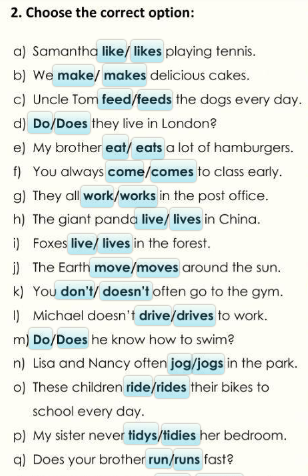 2. Choose the correct option:
a) Samantha like/ likes playing tennis.
b) We make/ makes delicious cakes.
c) Uncle Tom feed/feeds the dogs every day.
d) Do/Does they live in London?
e) My brother eat/ eats a lot of hamburgers.
f) You always come/comes to class early.
g) They all work/works in the post office.
h) The giant panda live/ lives in China.
i) Foxes live/ lives in the forest.
j) The Earth move/moves around the sun.
k) You don't/ doesn't often go to the gym.
l) Michael doesn't drive/drives to work.
m) Do/Does he know how to swim?
n) Lisa and Nancy often jog/jogs in the park.
o) These children ride/rides their bikes to
school every day.
p) My sister never tidys/tidies her bedroom.
q) Does your brother run/runs fast?